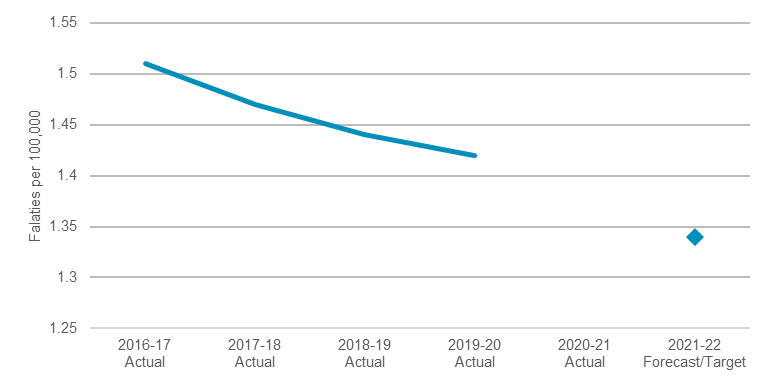 1.55
1.5
1.45
1.4
1.35
1.3
1.25
Falaties per 100,000
2016-17
Actual
2017-18
Actual
2018-19
Actual
2019-20
Actual
2020-21
Actual
2021-22
Forecast/Target